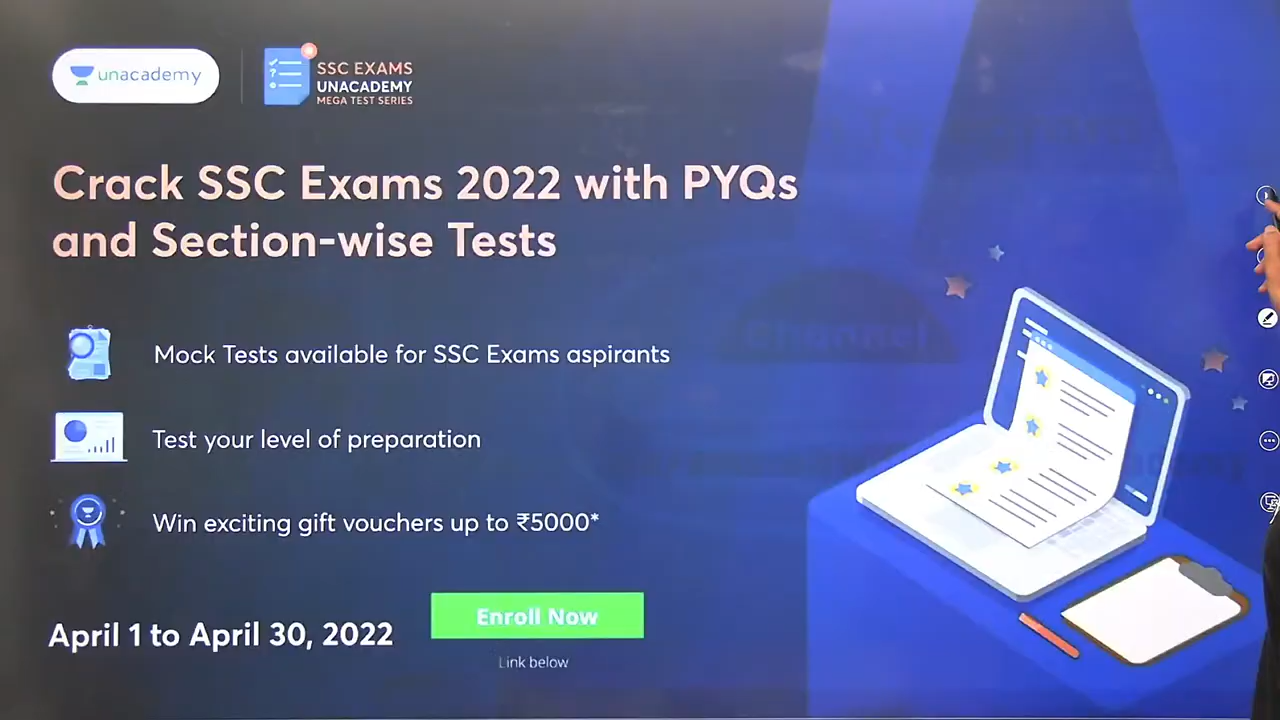 unacademy
SSC EXAMS
UNACADEMY
MEGA TEST SERIES
Crack SSC Exams 2022 with PYQs
and Section-wise Tests
Channel
Mock Tests available for SSC Exams aspirants
Test your level of preparation
Win exciting gift vouchers up to ₹5000*
April 1 to April 30, 2022
Enroll Now
Link below